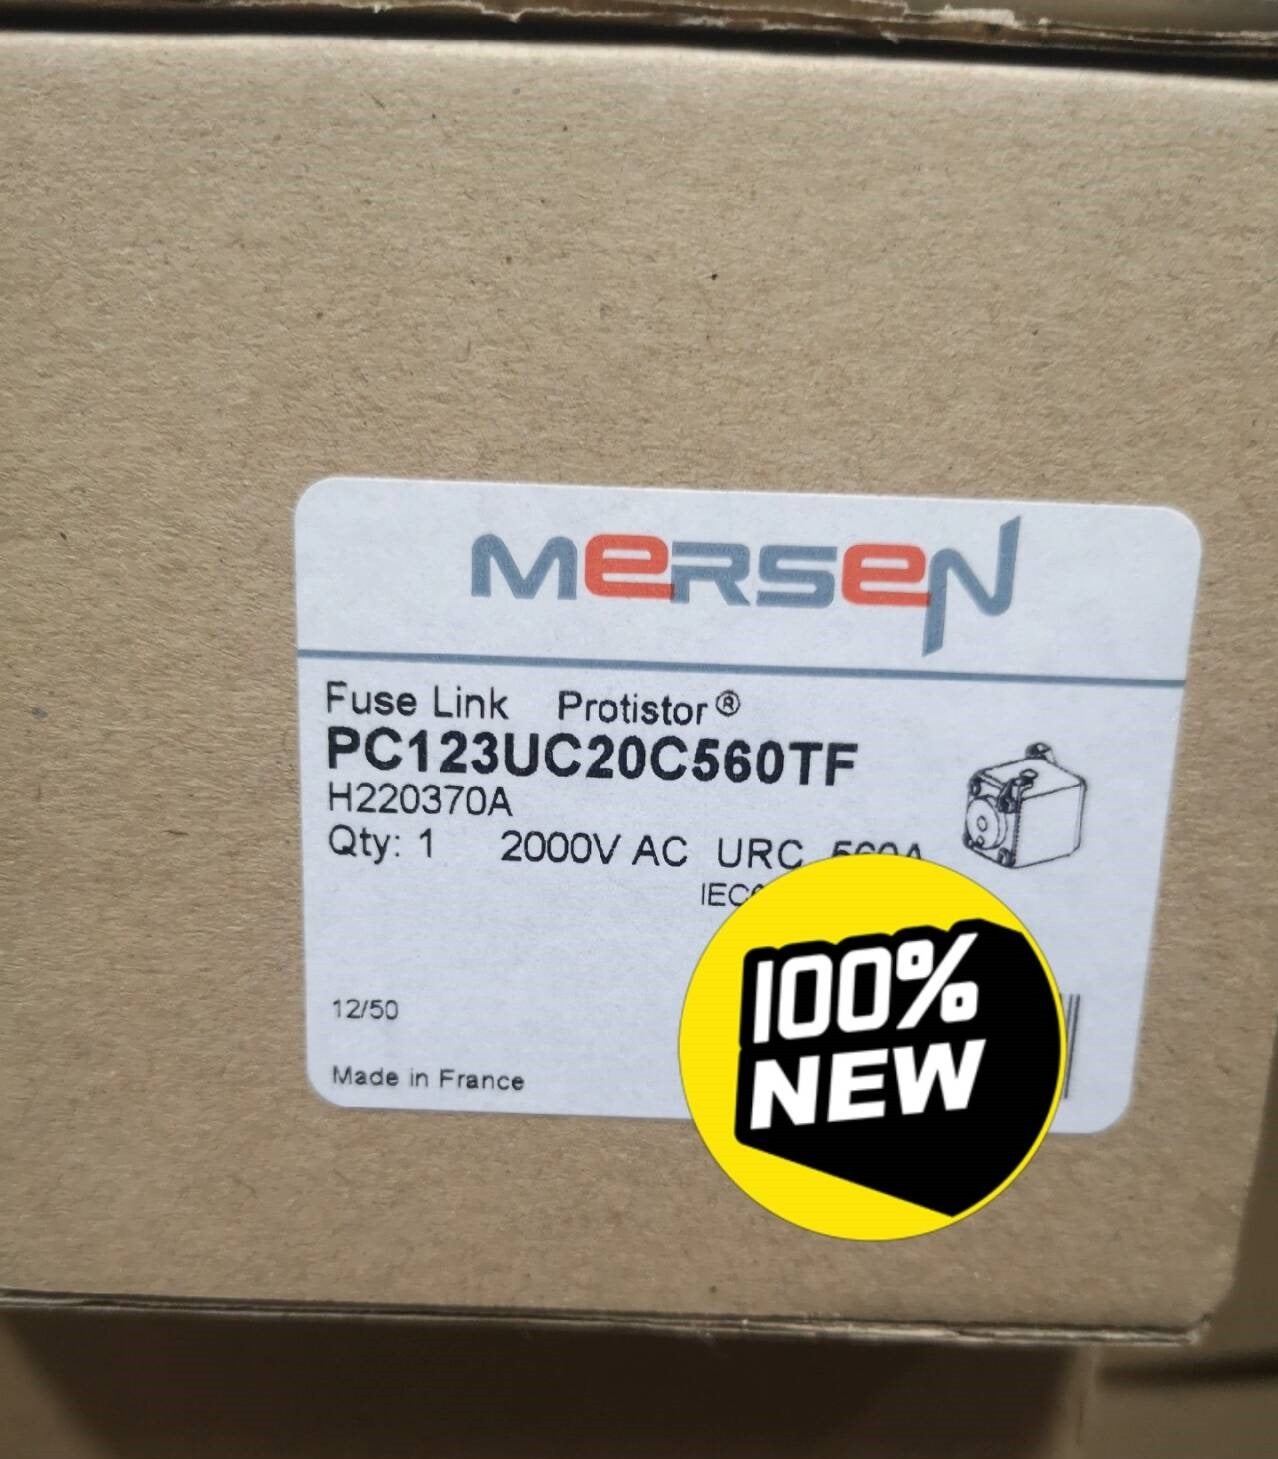 MERSEN
Fuse Link Protistor®
PC123UC20C560TF
H220370A
Qty: 1 2000V AC URC
12/50
Made in France
100%
NEW